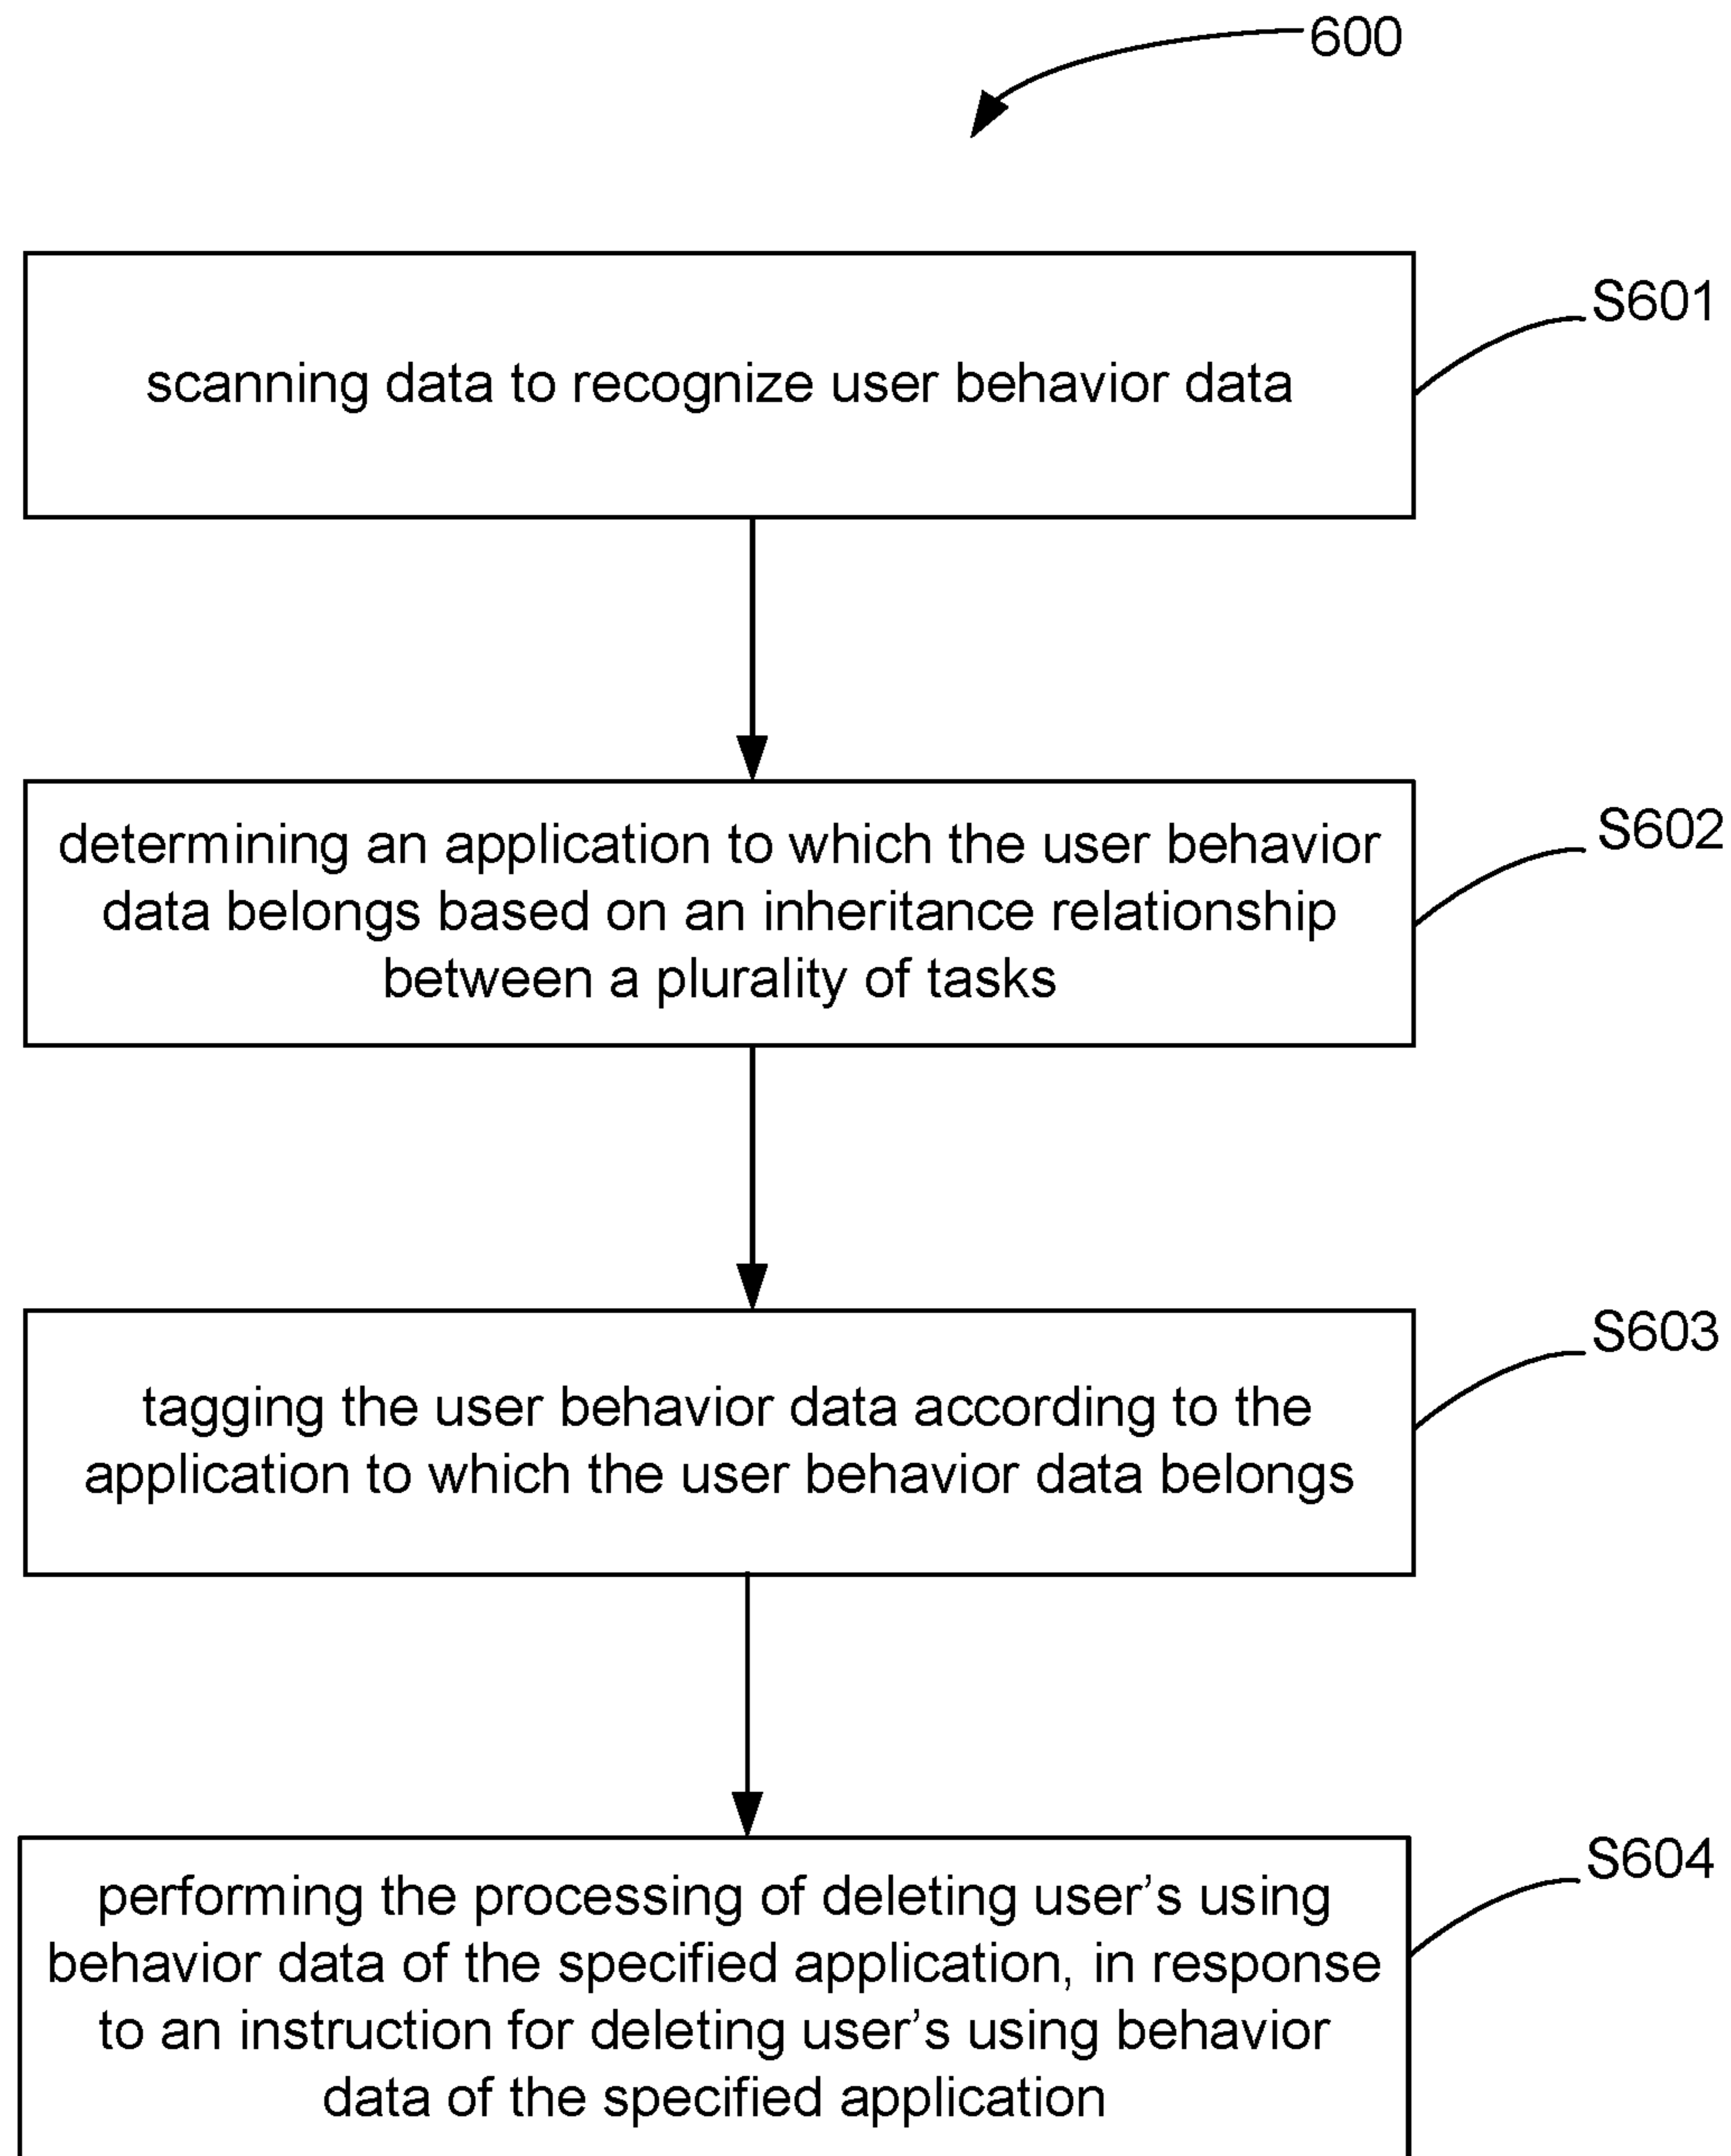 600
S601
scanning data to recognize user behavior data
S602
determining an application to which the user behavior
data belongs based on an inheritance relationship
between a plurality of tasks
S603
tagging the user behavior data according to the
application to which the user behavior data belongs
S604
performing the processing of deleting user’s using
behavior data of the specified application, in response
to an instruction for deleting user’s using behavior
data of the specified application